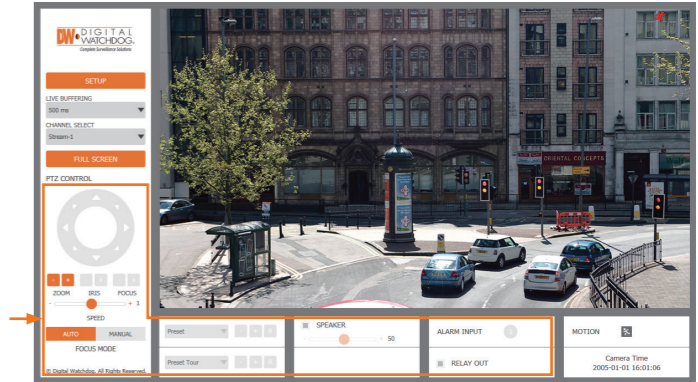 DW DIGITAL
WATCHDOG
Complete Surveillance Solutions
SETUP
LIVE BUFFERING
500 ms
CHANNEL SELECT
Stream-1
FULL SCREEN
PTZ CONTROL
- + - + - +
ZOOM IRIS FOCUS
- + 1
SPEED
AUTO MANUAL
FOCUS MODE
© Digital Watchdog. All Rights Reserved.
ORIENTAL CONCEPTS
Preset
Preset Tour
SPEAKER
- + 50
ALARM INPUT 1
RELAY OUT
MOTION
Camera Time
2005-01-01 16:01:06